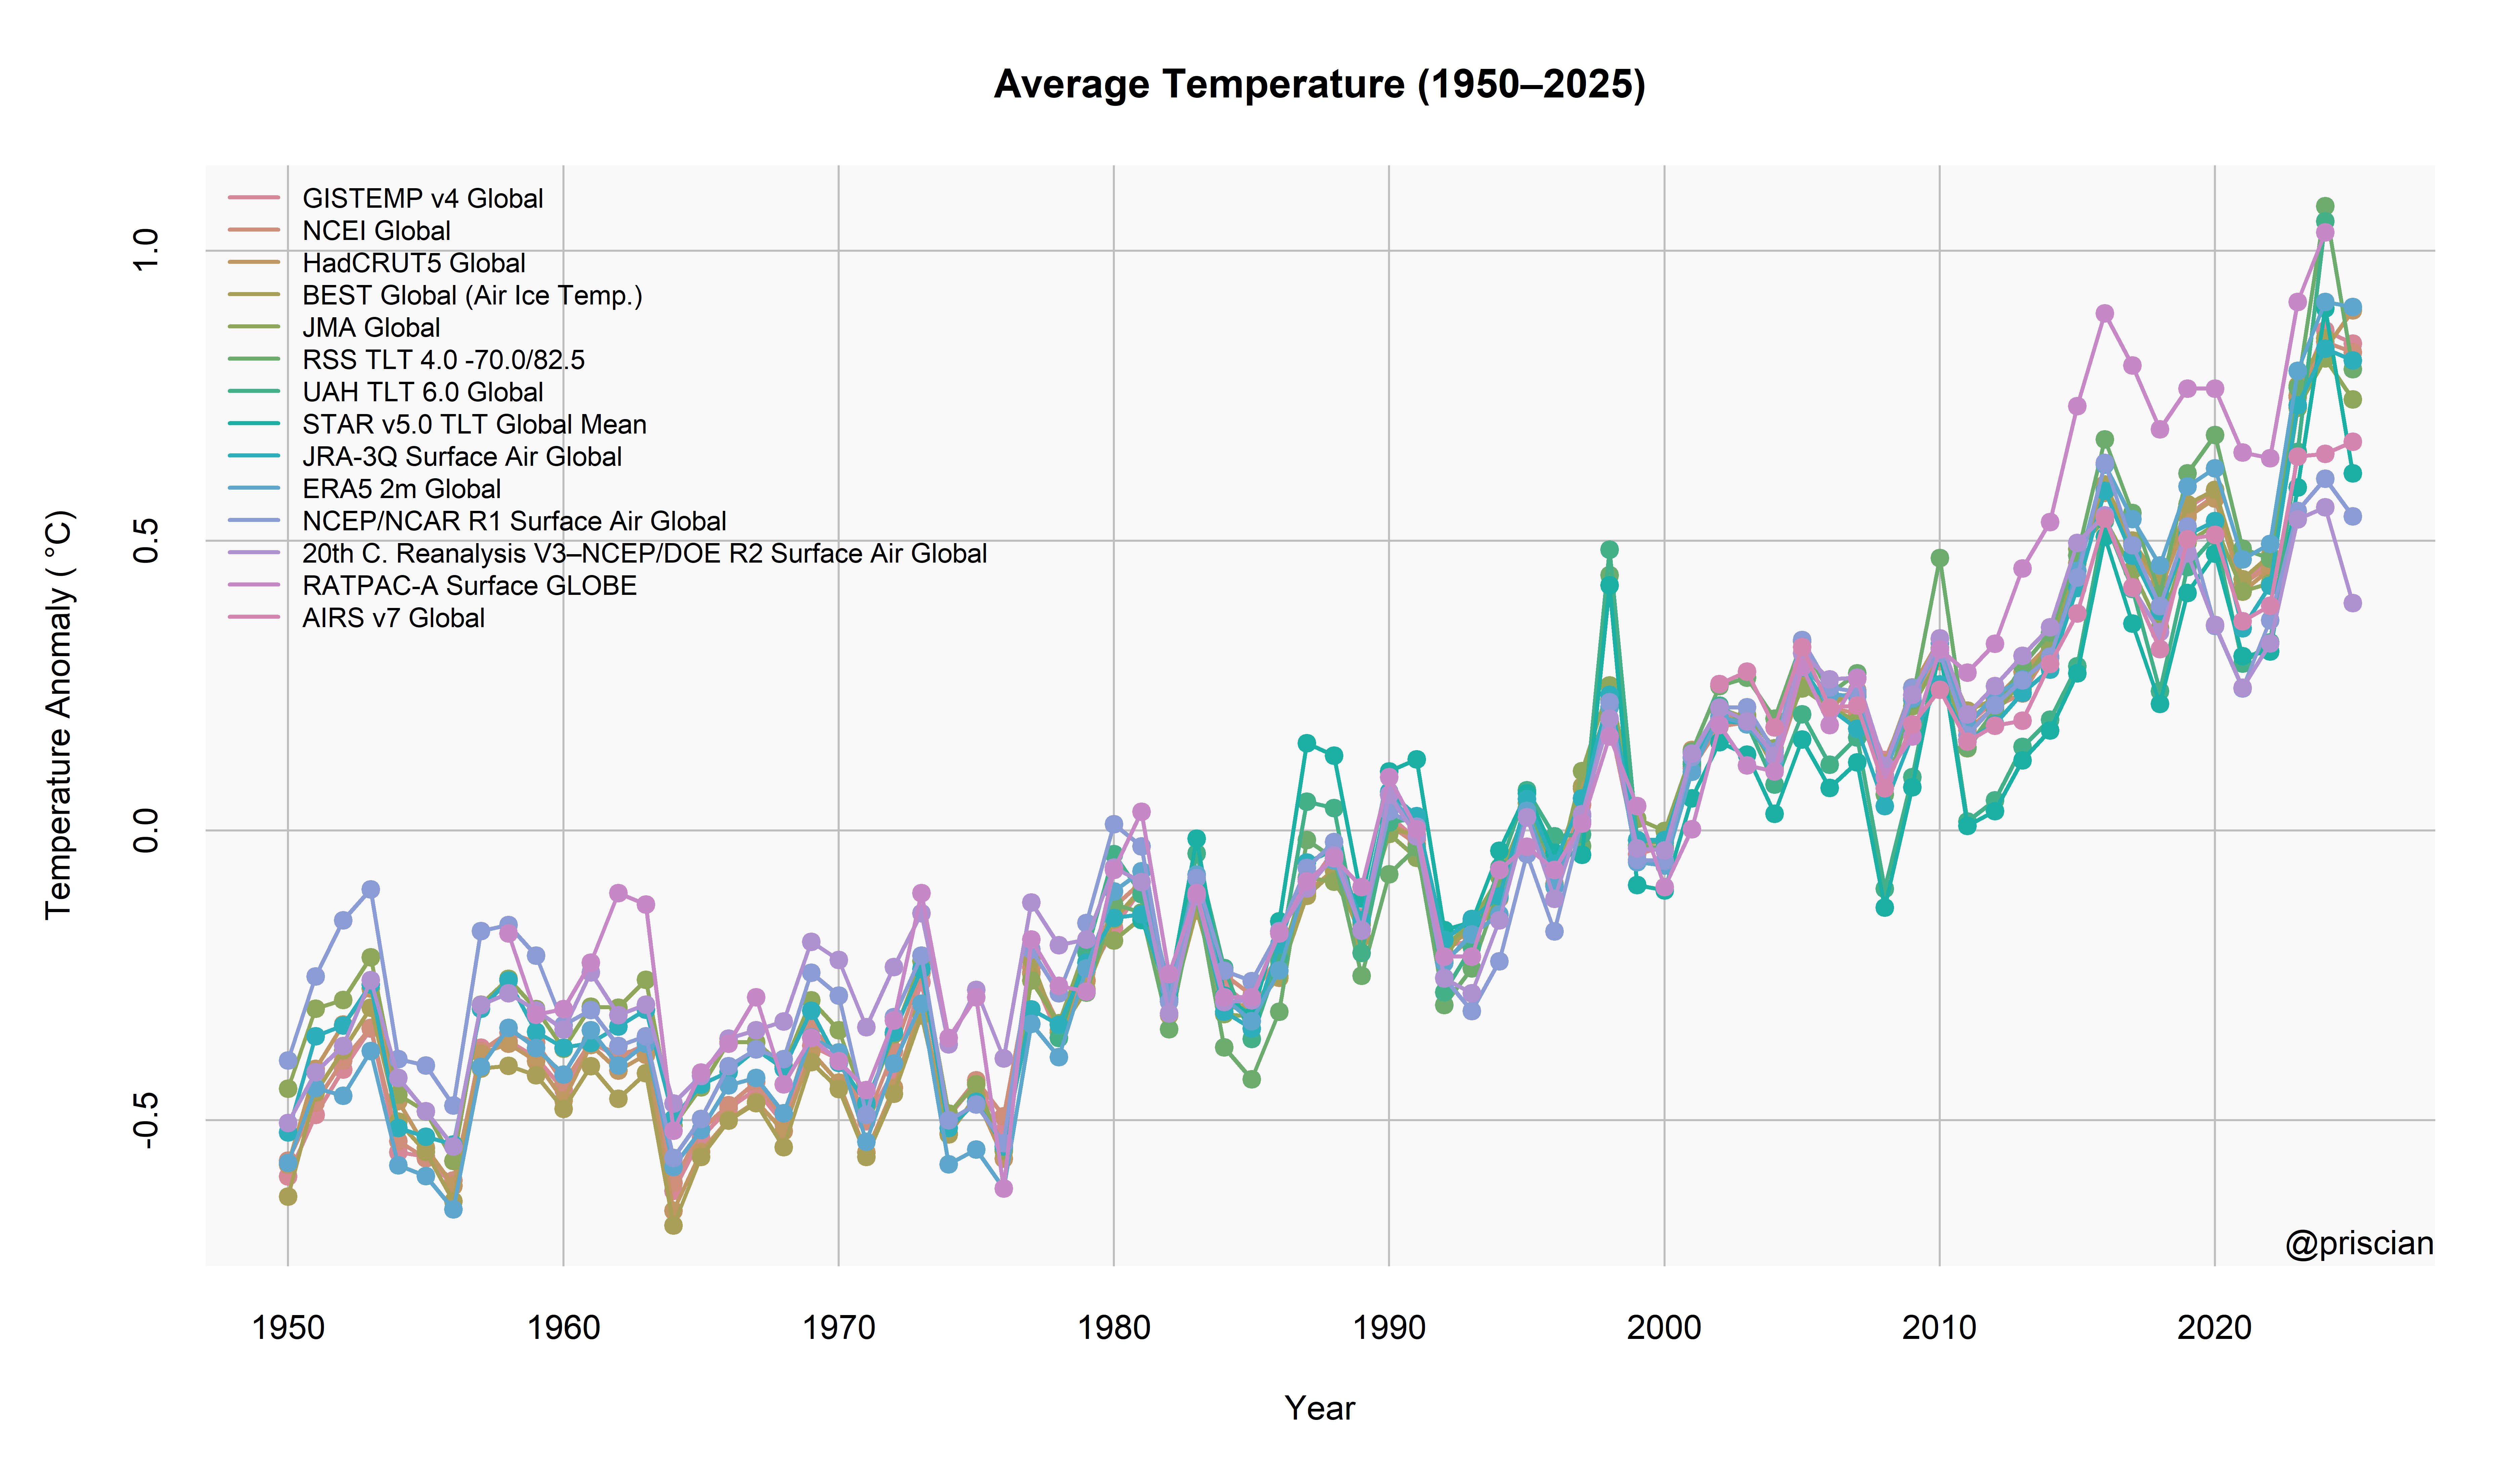 Average Temperature (1950–2025)
GISTEMP v4 Global
NCEI Global
HadCRUT5 Global
BEST Global (Air Ice Temp.)
JMA Global
RSS TLT 4.0 -70.0/82.5
UAH TLT 6.0 Global
STAR v5.0 TLT Global Mean
JRA-3Q Surface Air Global
ERA5 2m Global
NCEP/NCAR R1 Surface Air Global
20th C. Reanalysis V3–NCEP/DOE R2 Surface Air Global
RATPAC-A Surface GLOBE
AIRS v7 Global
Temperature Anomaly (°C)
1.0
0.5
0.0
-0.5
@priscian
1950 1960 1970 1980 1990 2000 2010 2020
Year